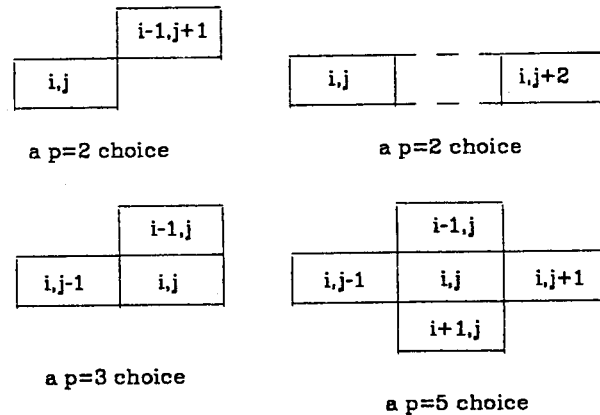 i-1,j+1
i,j
a p=2 choice
i,j
i,j+2
a p=2 choice
i-1,j
i,j-1
i,j
a p=3 choice
i-1,j
i,j-1
i,j
i,j+1
i+1,j
a p=5 choice